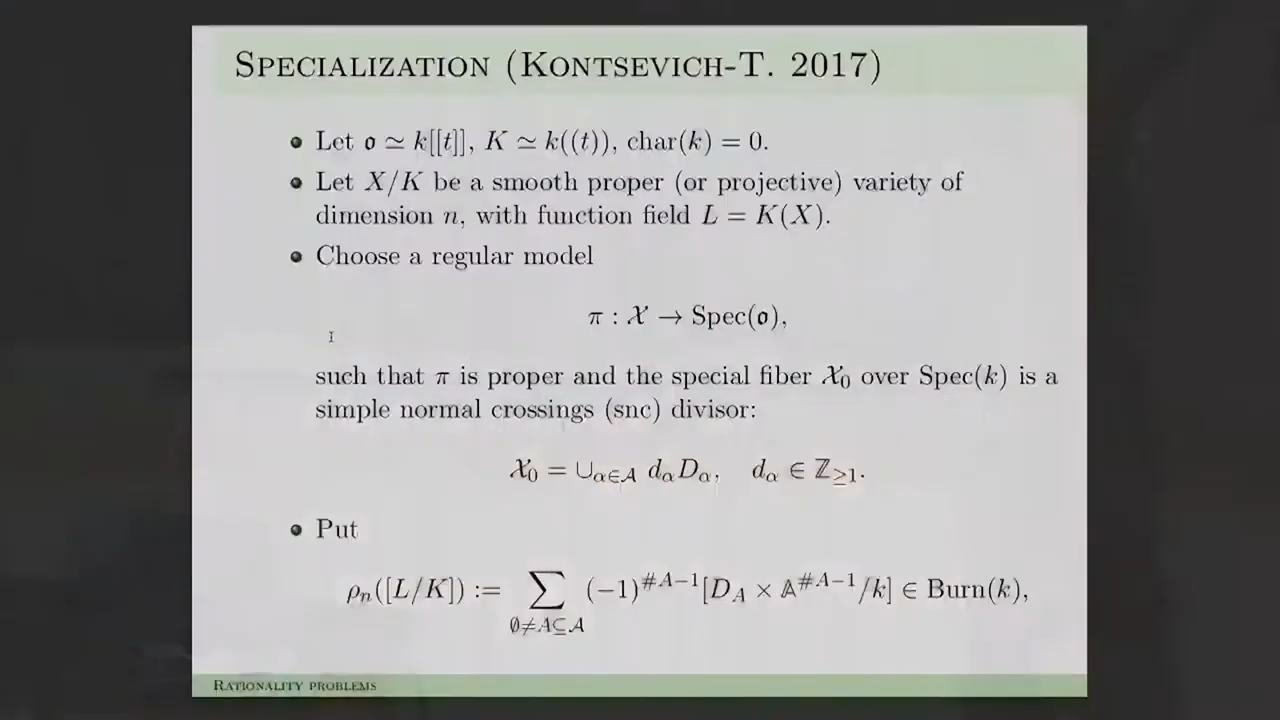 SPECIALIZATION (KONTSEVICH-T. 2017)
• Let 𝔬 ≃ k[[t]], K ≃ k((t)), char(k) = 0.
• Let X/K be a smooth proper (or projective) variety of
dimension n, with function field L = K(X).
• Choose a regular model
π : 𝒳 → Spec(𝔬),
such that π is proper and the special fiber 𝒳₀ over Spec(k) is a
simple normal crossings (snc) divisor:
𝒳₀ = ∪_{α∈𝒜} d_α D_α, d_α ∈ ℤ_{≥1}.
• Put
ρ_n([L/K]) := ∑_{∅≠A⊆𝒜} (−1)^{#A−1}[D_A × 𝔸^{#A−1}/k] ∈ Burn(k),
RATIONALITY PROBLEMS